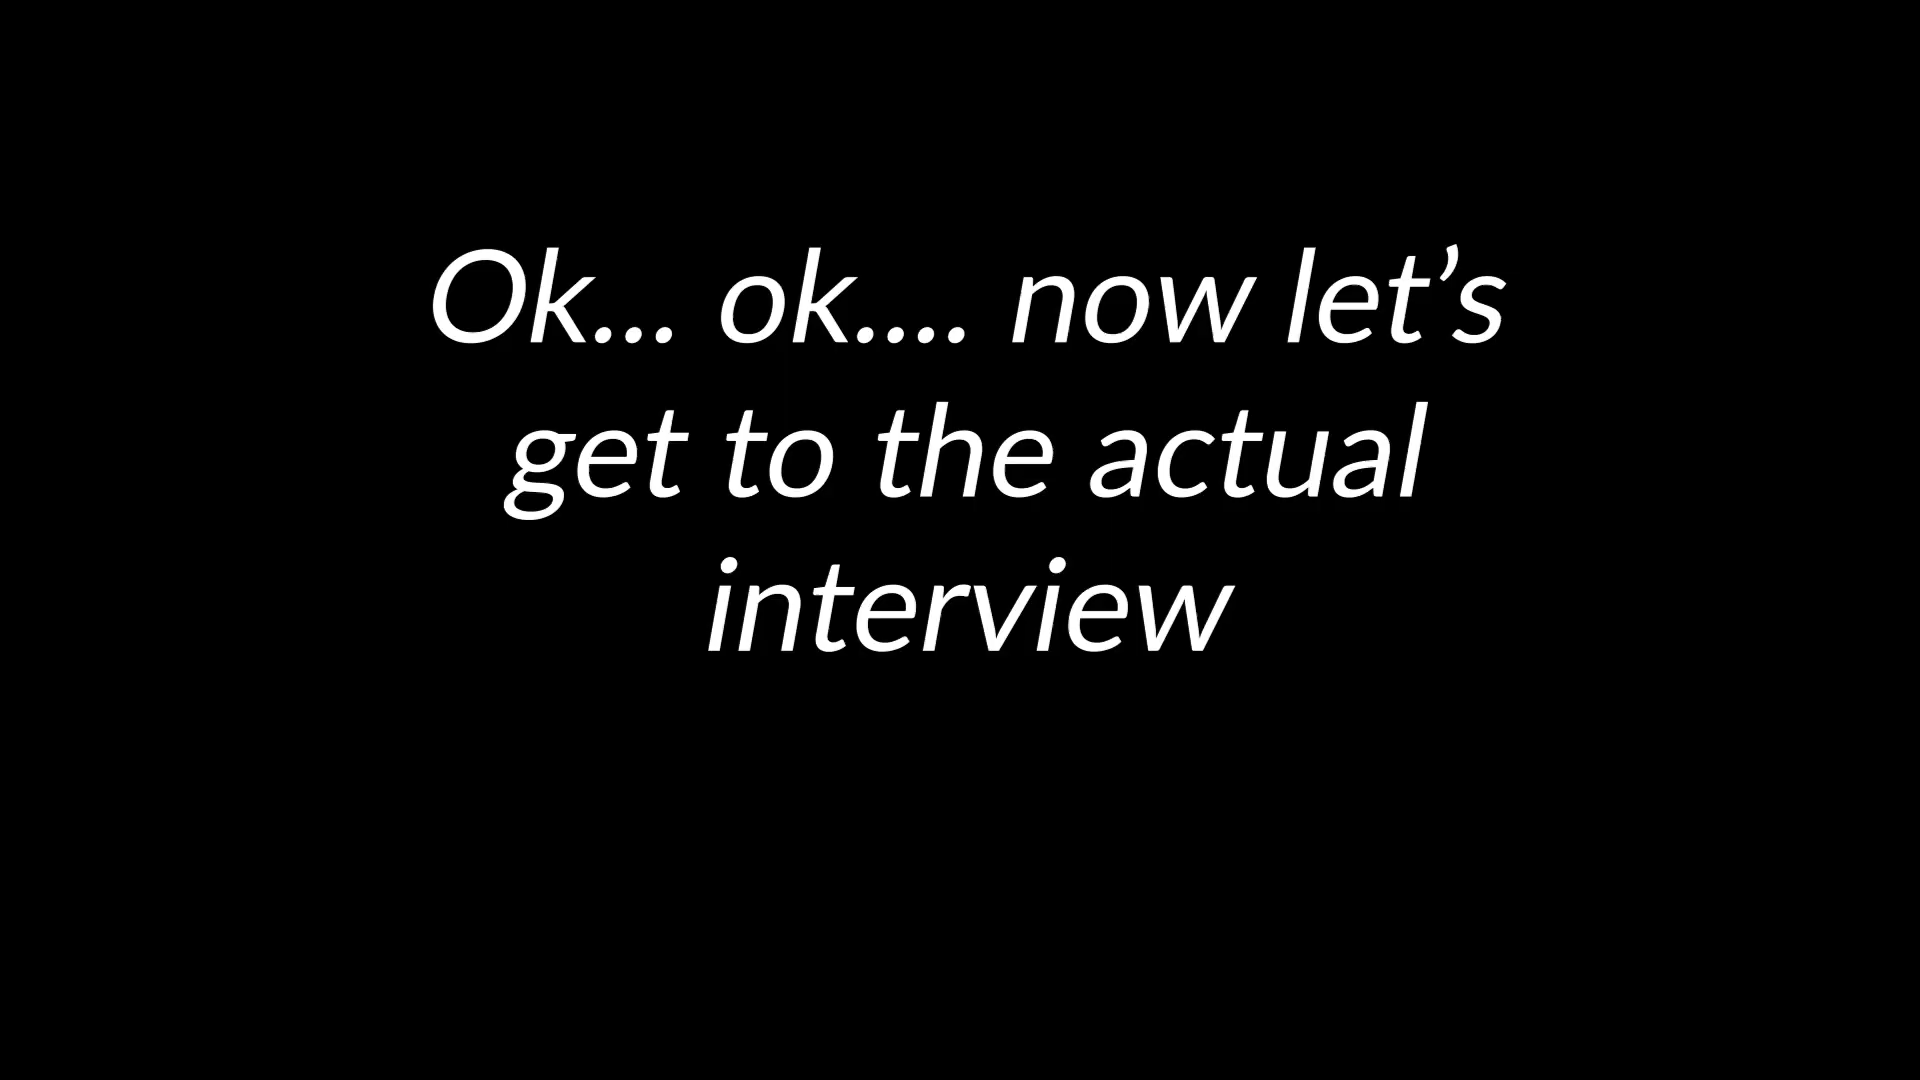 Ok... ok.... now let’s
get to the actual
interview